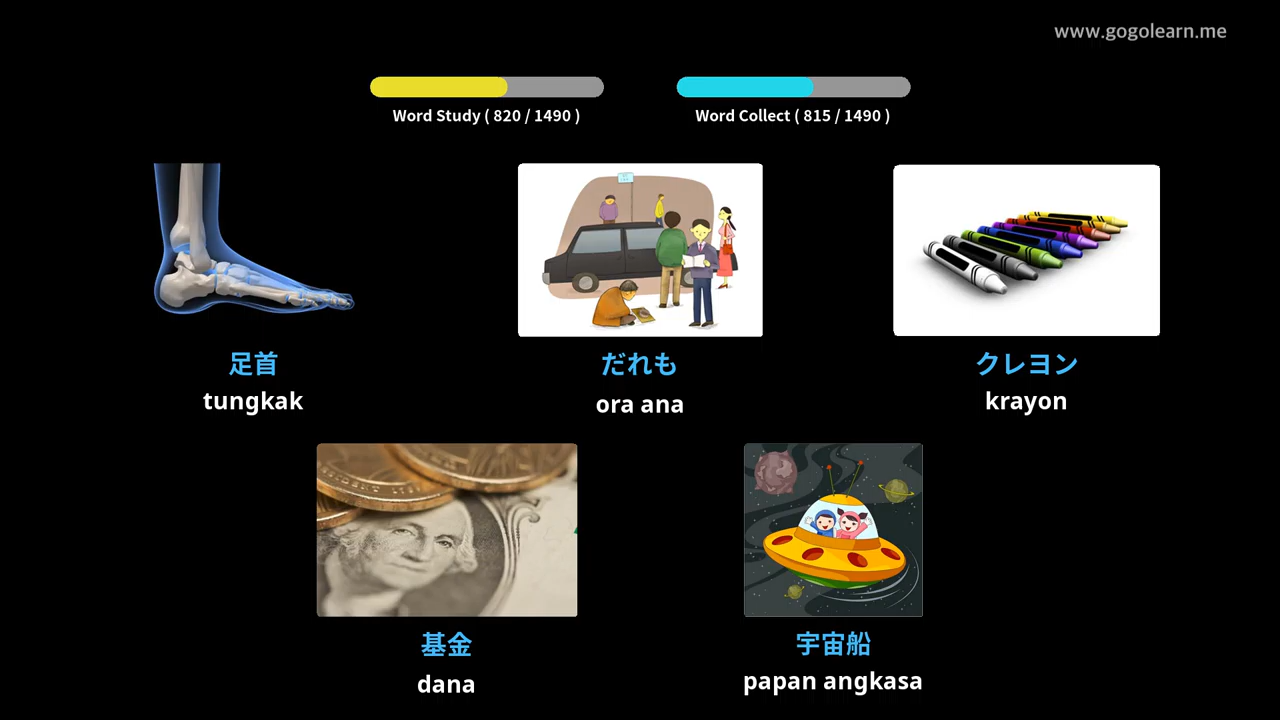 www.gogolearn.me
Word Study ( 820 / 1490 )
Word Collect ( 815 / 1490 )
足首
tungkak
だれも
ora ana
クレヨン
krayon
基金
dana
宇宙船
papan angkasa